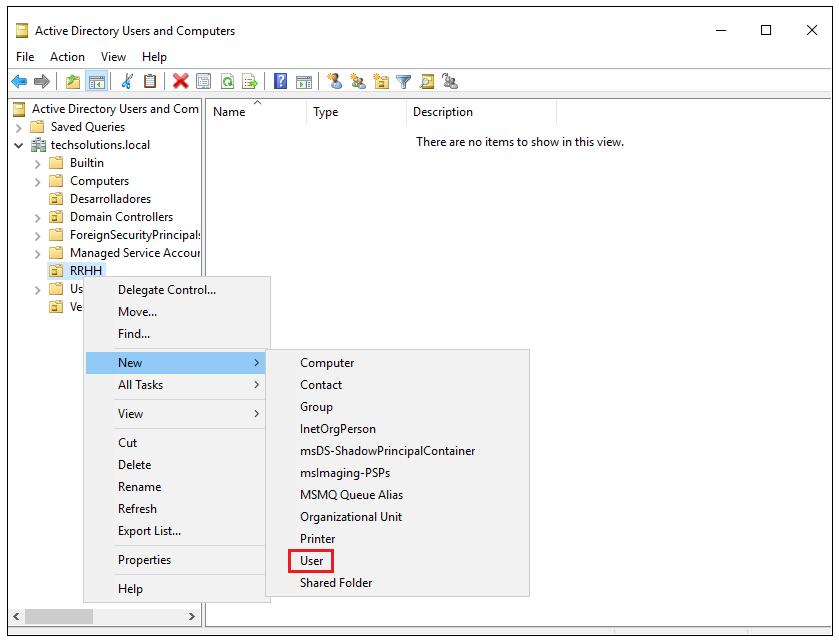 Active Directory Users and Computers
File Action View Help
Active Directory Users and Com
Saved Queries
techsolutions.local
Builtin
Computers
Desarrolladores
Domain Controllers
ForeignSecurityPrincipals
Managed Service Accour
RRHH
Us
Ve
Name Type Description
There are no items to show in this view.
Delegate Control...
Move...
Find...
New
All Tasks
View
Cut
Delete
Rename
Refresh
Export List...
Properties
Help
Computer
Contact
Group
InetOrgPerson
msDS-ShadowPrincipalContainer
msImaging-PSPs
MSMQ Queue Alias
Organizational Unit
Printer
User
Shared Folder